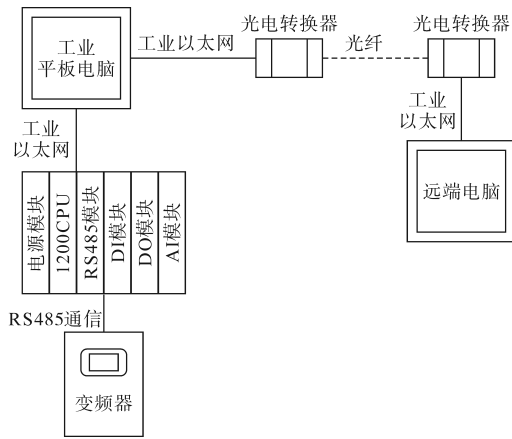 光电转换器
光电转换器
工业
平板电脑
工业以太网
光纤
工业
以太网
工业
以太网
远端电脑
电源模块
1200CPU
RS485模块
DI模块
DO模块
AI模块
RS485通信
变频器